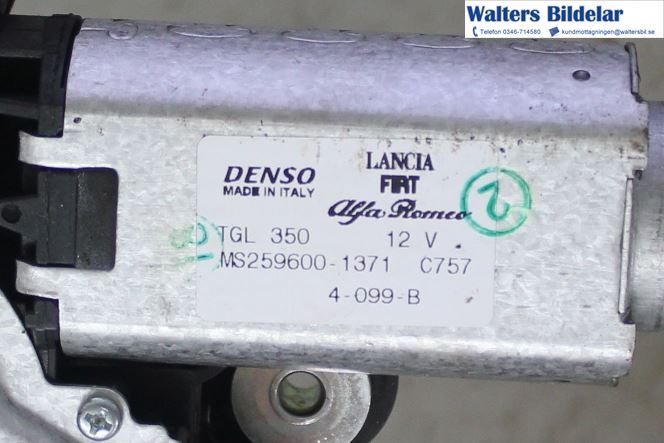 Walters Bildelar
Telefon 0346-714580 kundmottagningen@waltersbil.se
DENSO
MADE IN ITALY
LANCIA
FIAT
Alfa Romeo
2
TGL 350 12 V.
MS259600-1371 C757
4-099-B